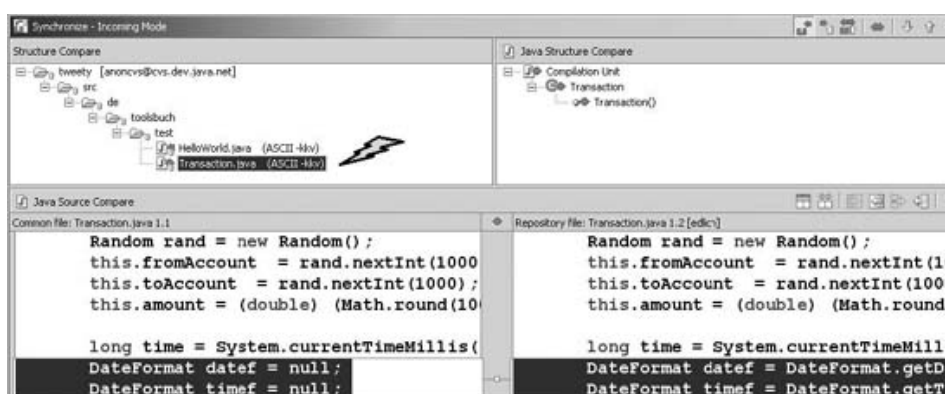 Synchronize - Incoming Mode
Structure Compare
tweety [anoncvs@cvs.dev.java.net]
src
de
toolsbuch
test
HelloWorld.java (ASCII -kkv)
Transaction.java (ASCII -kkv)
Java Structure Compare
Compilation Unit
Transaction
Transaction()
Java Source Compare
Common file: Transaction.java 1.1
Random rand = new Random();
this.fromAccount = rand.nextInt(1000
this.toAccount = rand.nextInt(1000);
this.amount = (double) (Math.round(10
long time = System.currentTimeMillis(
DateFormat datef = null;
DateFormat timef = null;
Repository file: Transaction.java 1.2
Random rand = new Random();
this.fromAccount = rand.nextInt(1
this.toAccount = rand.nextInt(100
this.amount = (double) (Math.round
long time = System.currentTimeMill
DateFormat datef = DateFormat.getD
DateFormat timef = DateFormat.getT